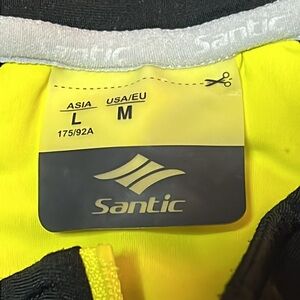 Santic Santic
ASIA USA/EU
L M
175/92A
Santic